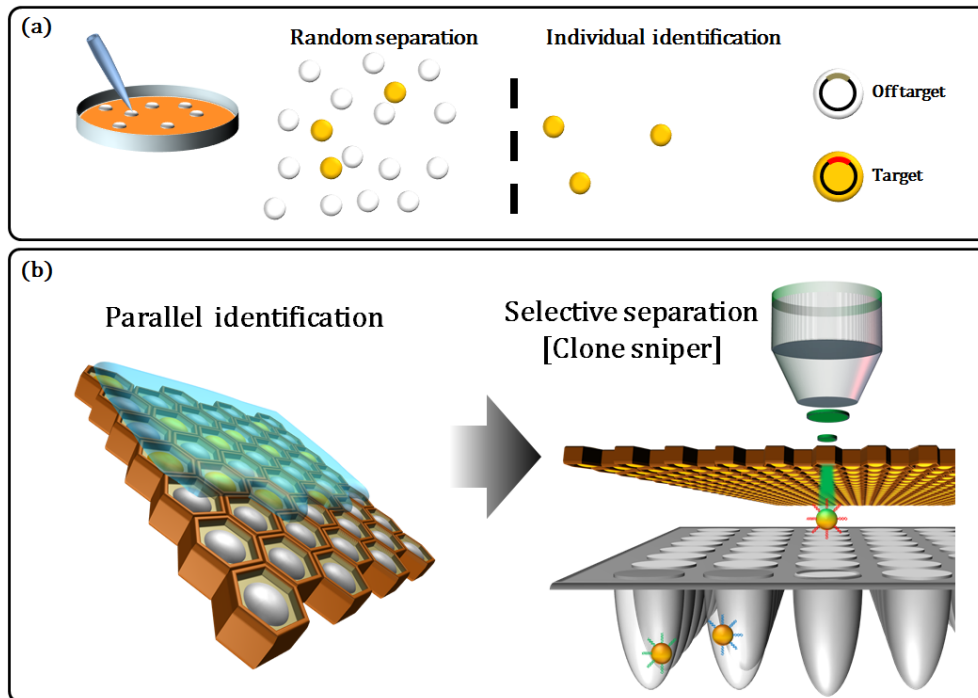 (a)
Random separation
Individual identification
Off target
Target
(b)
Parallel identification
Selective separation
[Clone sniper]